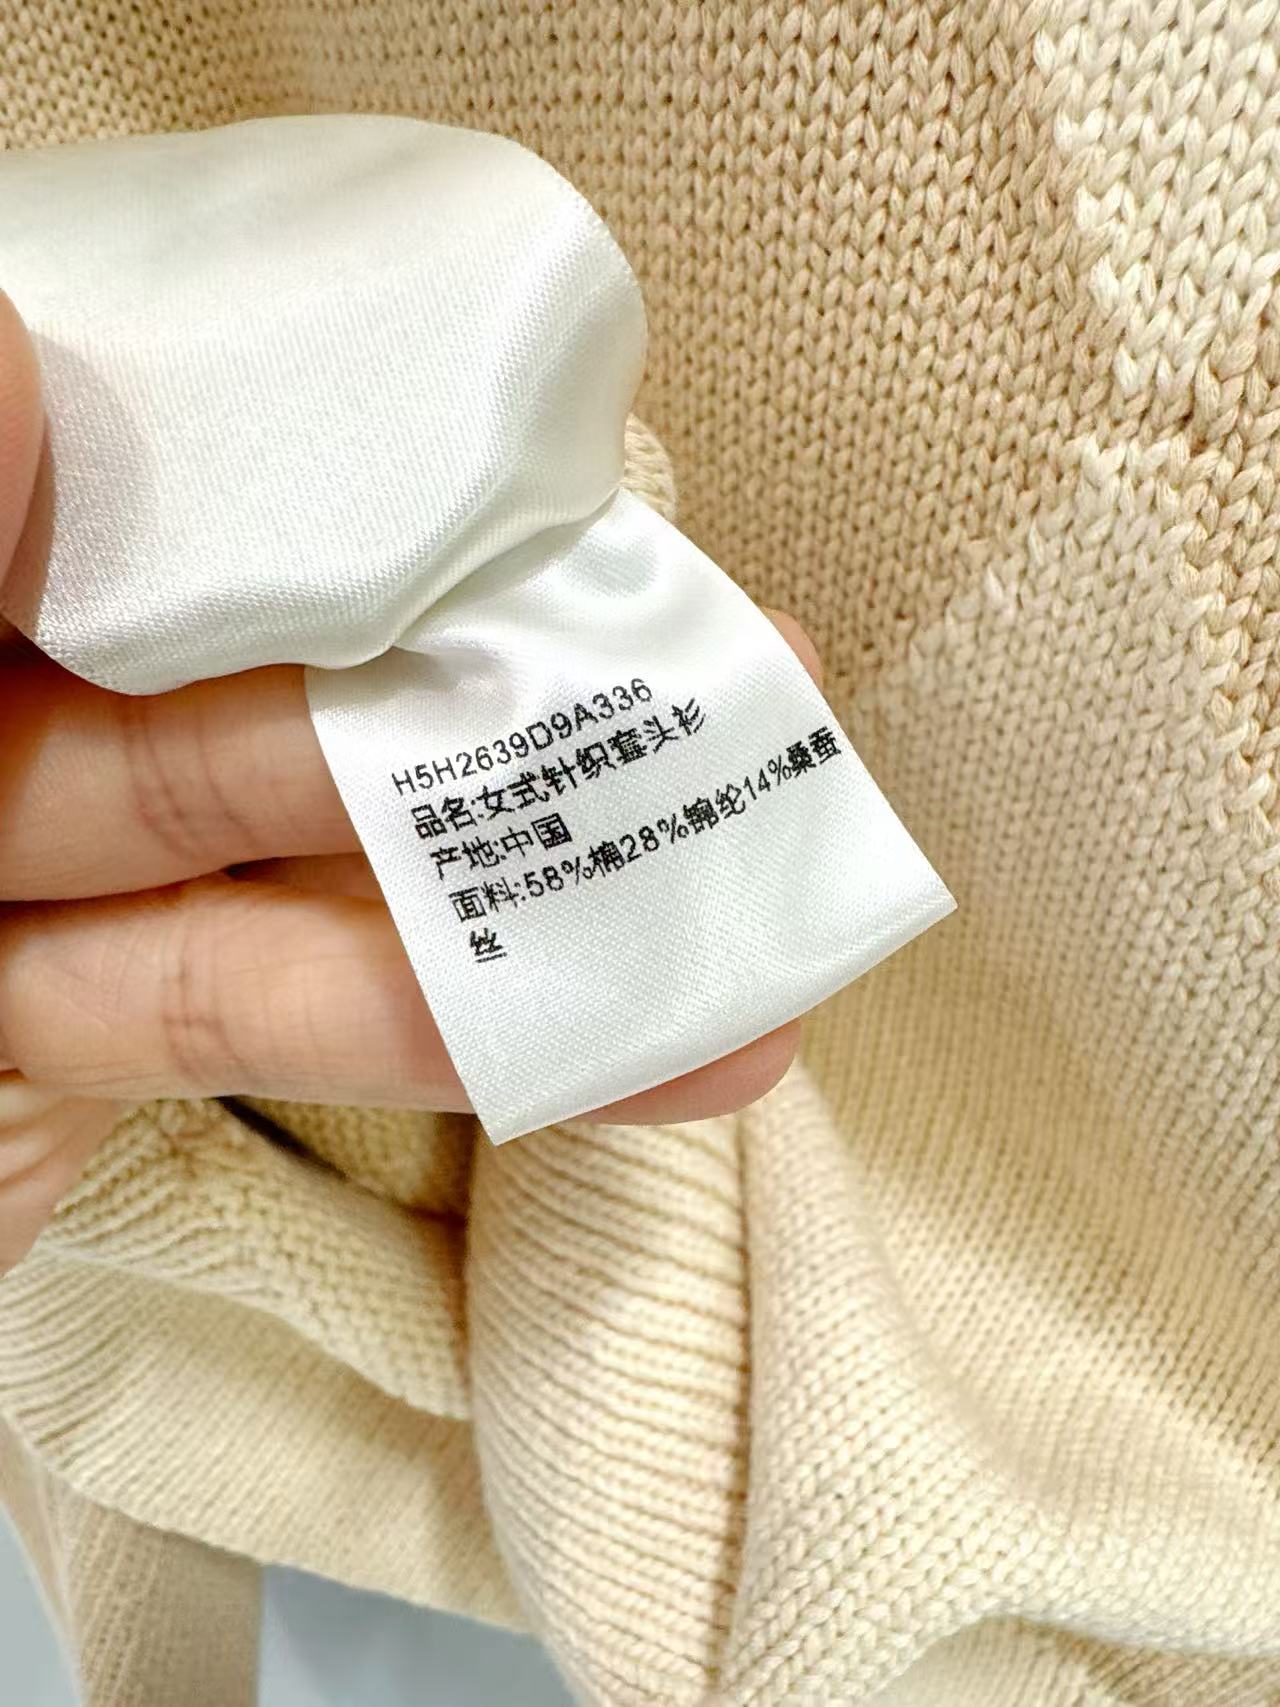 H5H2639D9A336
品名:女式针织套头衫
产地:中国
面料:58%棉28%锦纶14%桑蚕
丝